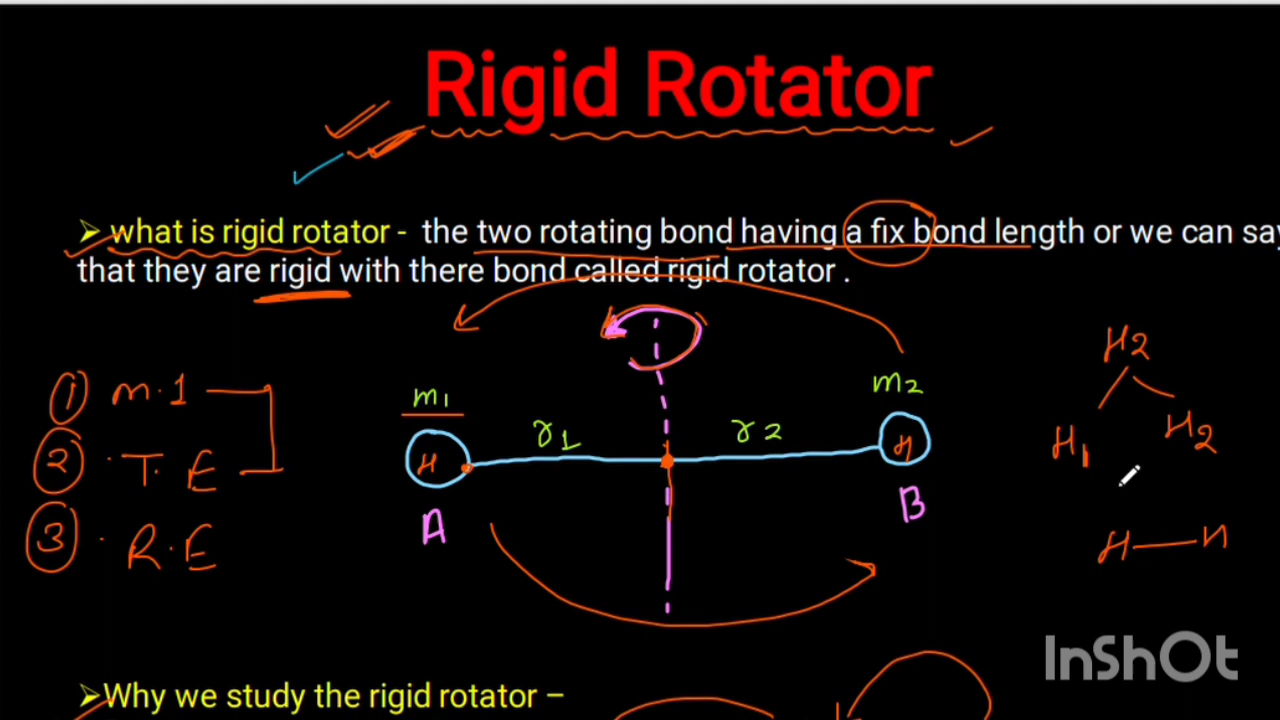 Rigid Rotator
➢ what is rigid rotator - the two rotating bond having a fix bond length or we can say
that they are rigid with there bond called rigid rotator .
① m.1
② T. E
③ R.E
m1
m2
r1
r2
H
H
A
B
H2
H1
H2
H—H
InShOt
➢Why we study the rigid rotator –